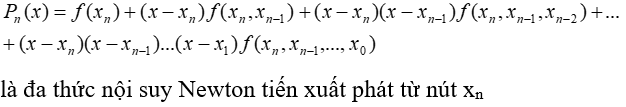 Pₙ(x) = f(xₙ) + (x − xₙ)f(xₙ, xₙ₋₁) + (x − xₙ)(x − xₙ₋₁)f(xₙ, xₙ₋₁, xₙ₋₂) + ...
+ (x − xₙ)(x − xₙ₋₁)...(x − x₁)f(xₙ, xₙ₋₁, ..., x₀)
là đa thức nội suy Newton tiến xuất phát từ nút xₙ